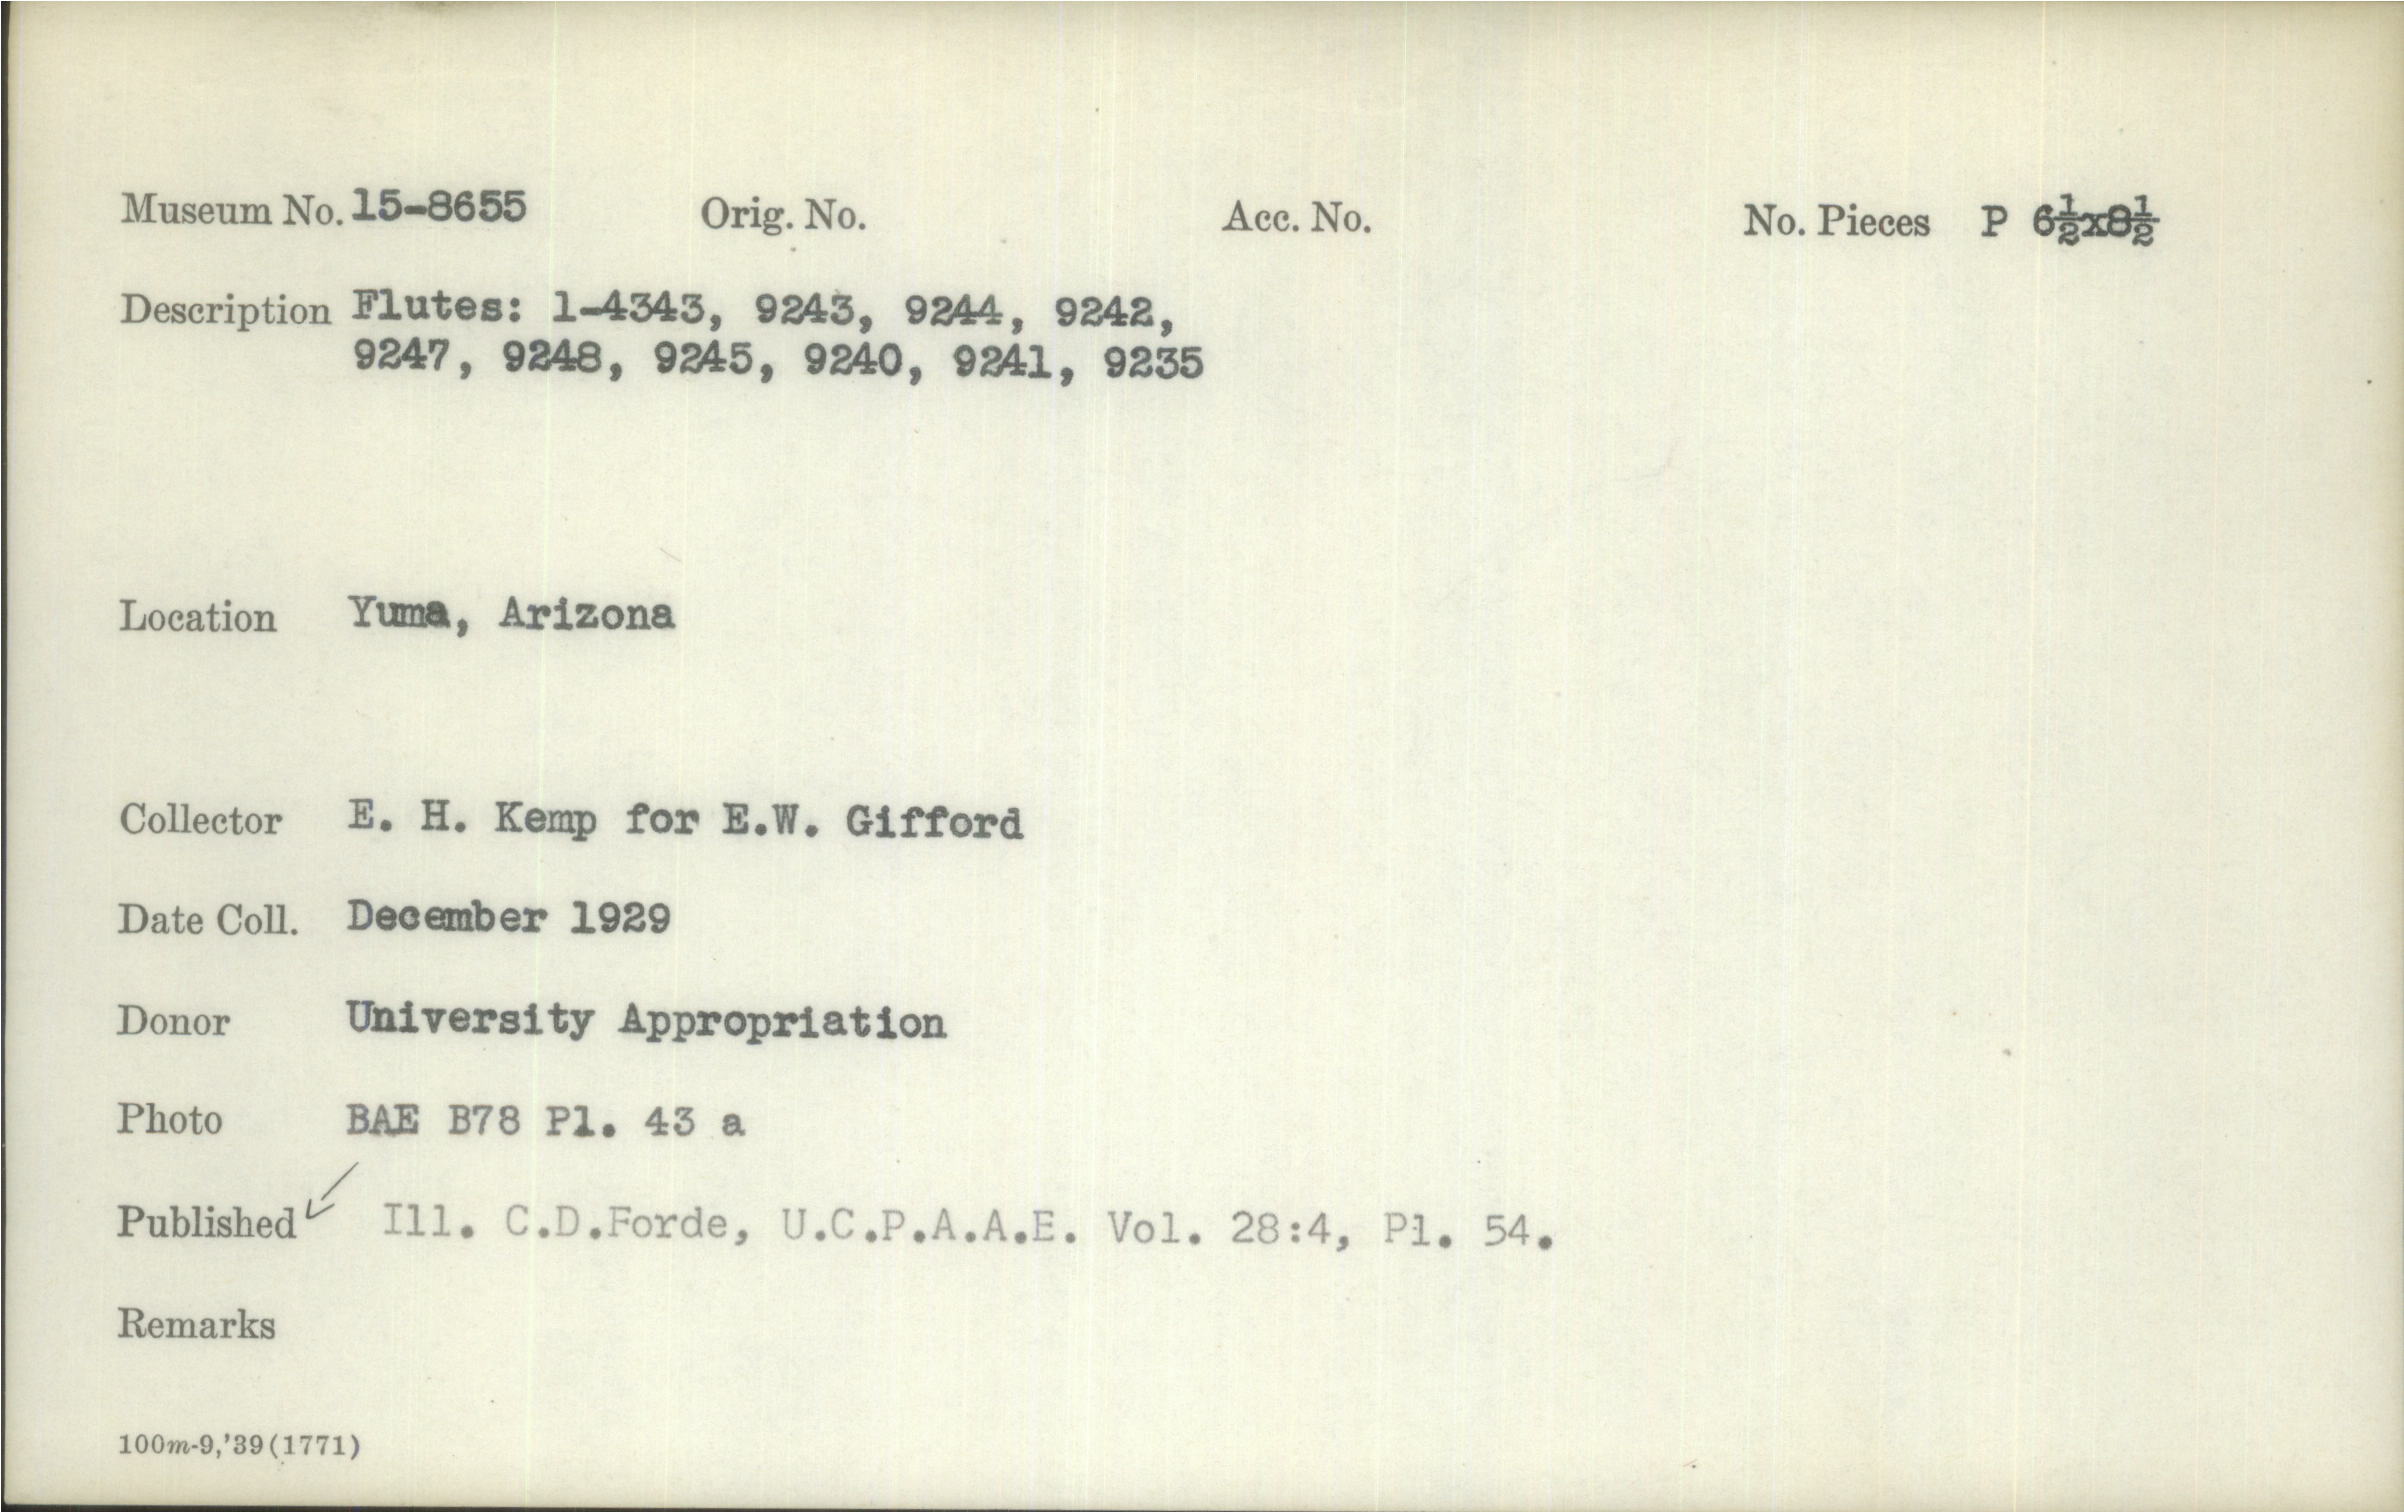 Museum No. 15-8655 Orig. No. Acc. No. No. Pieces P 6½x8½
Description Flutes: 1-4343, 9243, 9244, 9242,
9247, 9248, 9245, 9240, 9241, 9235
Location Yuma, Arizona
Collector E. H. Kemp for E.W. Gifford
Date Coll. December 1929
Donor University Appropriation
Photo BAE B78 Pl. 43 a
Published Ill. C.D.Forde, U.C.P.A.A.E. Vol. 28:4, Pl. 54.
Remarks
100m-9,'39(1771)